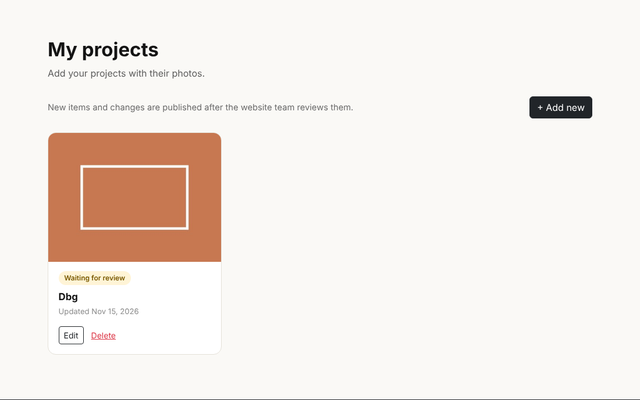 My projects
Add your projects with their photos.
New items and changes are published after the website team reviews them.
+ Add new
Waiting for review
Dbg
Updated Nov 15, 2026
Edit Delete